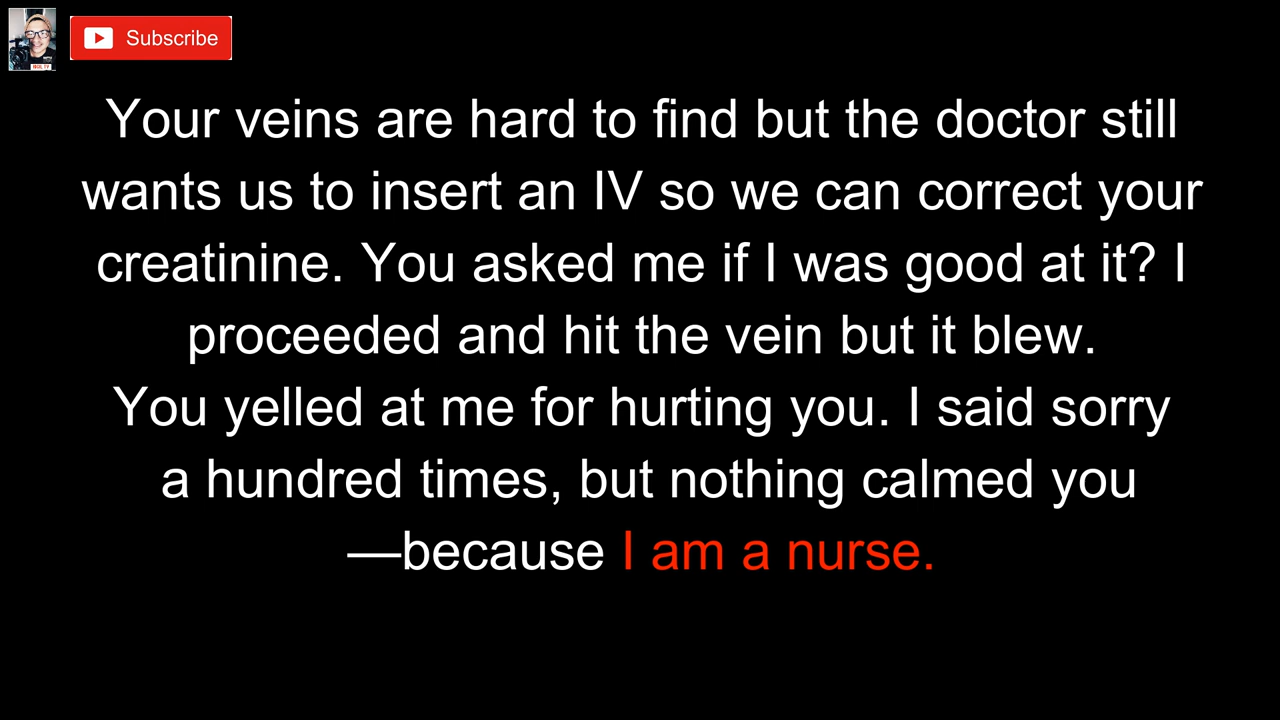 Subscribe
Your veins are hard to find but the doctor still
wants us to insert an IV so we can correct your
creatinine. You asked me if I was good at it? I
proceeded and hit the vein but it blew.
You yelled at me for hurting you. I said sorry
a hundred times, but nothing calmed you
—because I am a nurse.